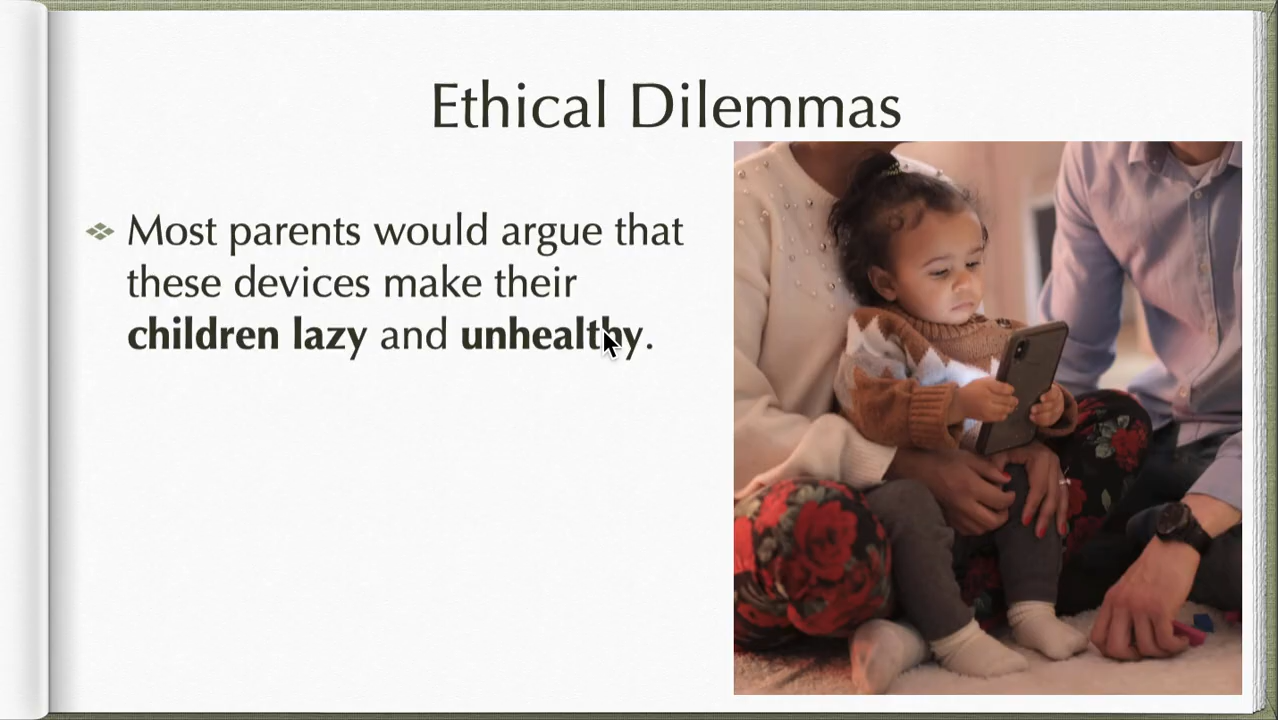 Ethical Dilemmas
Most parents would argue that
these devices make their
children lazy and unhealthy.